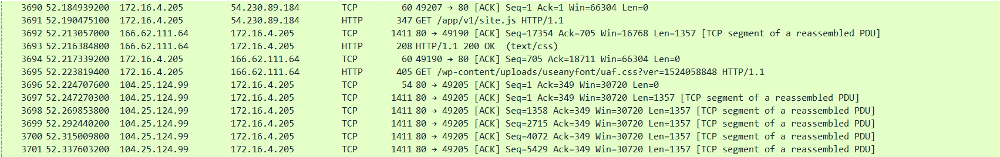 3690 52.184939200 172.16.4.205 54.230.89.184 TCP 60 49207 → 80 [ACK] Seq=1 Ack=1 Win=66304 Len=0
3691 52.190475100 172.16.4.205 54.230.89.184 HTTP 347 GET /app/v1/site.js HTTP/1.1
3692 52.213057000 166.62.111.64 172.16.4.205 TCP 1411 80 → 49190 [ACK] Seq=17354 Ack=705 Win=16768 Len=1357 [TCP segment of a reassembled PDU]
3693 52.216384800 166.62.111.64 172.16.4.205 HTTP 208 HTTP/1.1 200 OK  (text/css)
3694 52.217339200 172.16.4.205 166.62.111.64 TCP 60 49190 → 80 [ACK] Seq=705 Ack=18711 Win=66304 Len=0
3695 52.223819400 172.16.4.205 166.62.111.64 HTTP 405 GET /wp-content/uploads/useanyfont/uaf.css?ver=1524058848 HTTP/1.1
3696 52.224707600 104.25.124.99 172.16.4.205 TCP 54 80 → 49205 [ACK] Seq=1 Ack=349 Win=30720 Len=0
3697 52.247270300 104.25.124.99 172.16.4.205 TCP 1411 80 → 49205 [ACK] Seq=1 Ack=349 Win=30720 Len=1357 [TCP segment of a reassembled PDU]
3698 52.269853800 104.25.124.99 172.16.4.205 TCP 1411 80 → 49205 [ACK] Seq=1358 Ack=349 Win=30720 Len=1357 [TCP segment of a reassembled PDU]
3699 52.292440200 104.25.124.99 172.16.4.205 TCP 1411 80 → 49205 [ACK] Seq=2715 Ack=349 Win=30720 Len=1357 [TCP segment of a reassembled PDU]
3700 52.315009800 104.25.124.99 172.16.4.205 TCP 1411 80 → 49205 [ACK] Seq=4072 Ack=349 Win=30720 Len=1357 [TCP segment of a reassembled PDU]
3701 52.337603200 104.25.124.99 172.16.4.205 TCP 1411 80 → 49205 [ACK] Seq=5429 Ack=349 Win=30720 Len=1357 [TCP segment of a reassembled PDU]